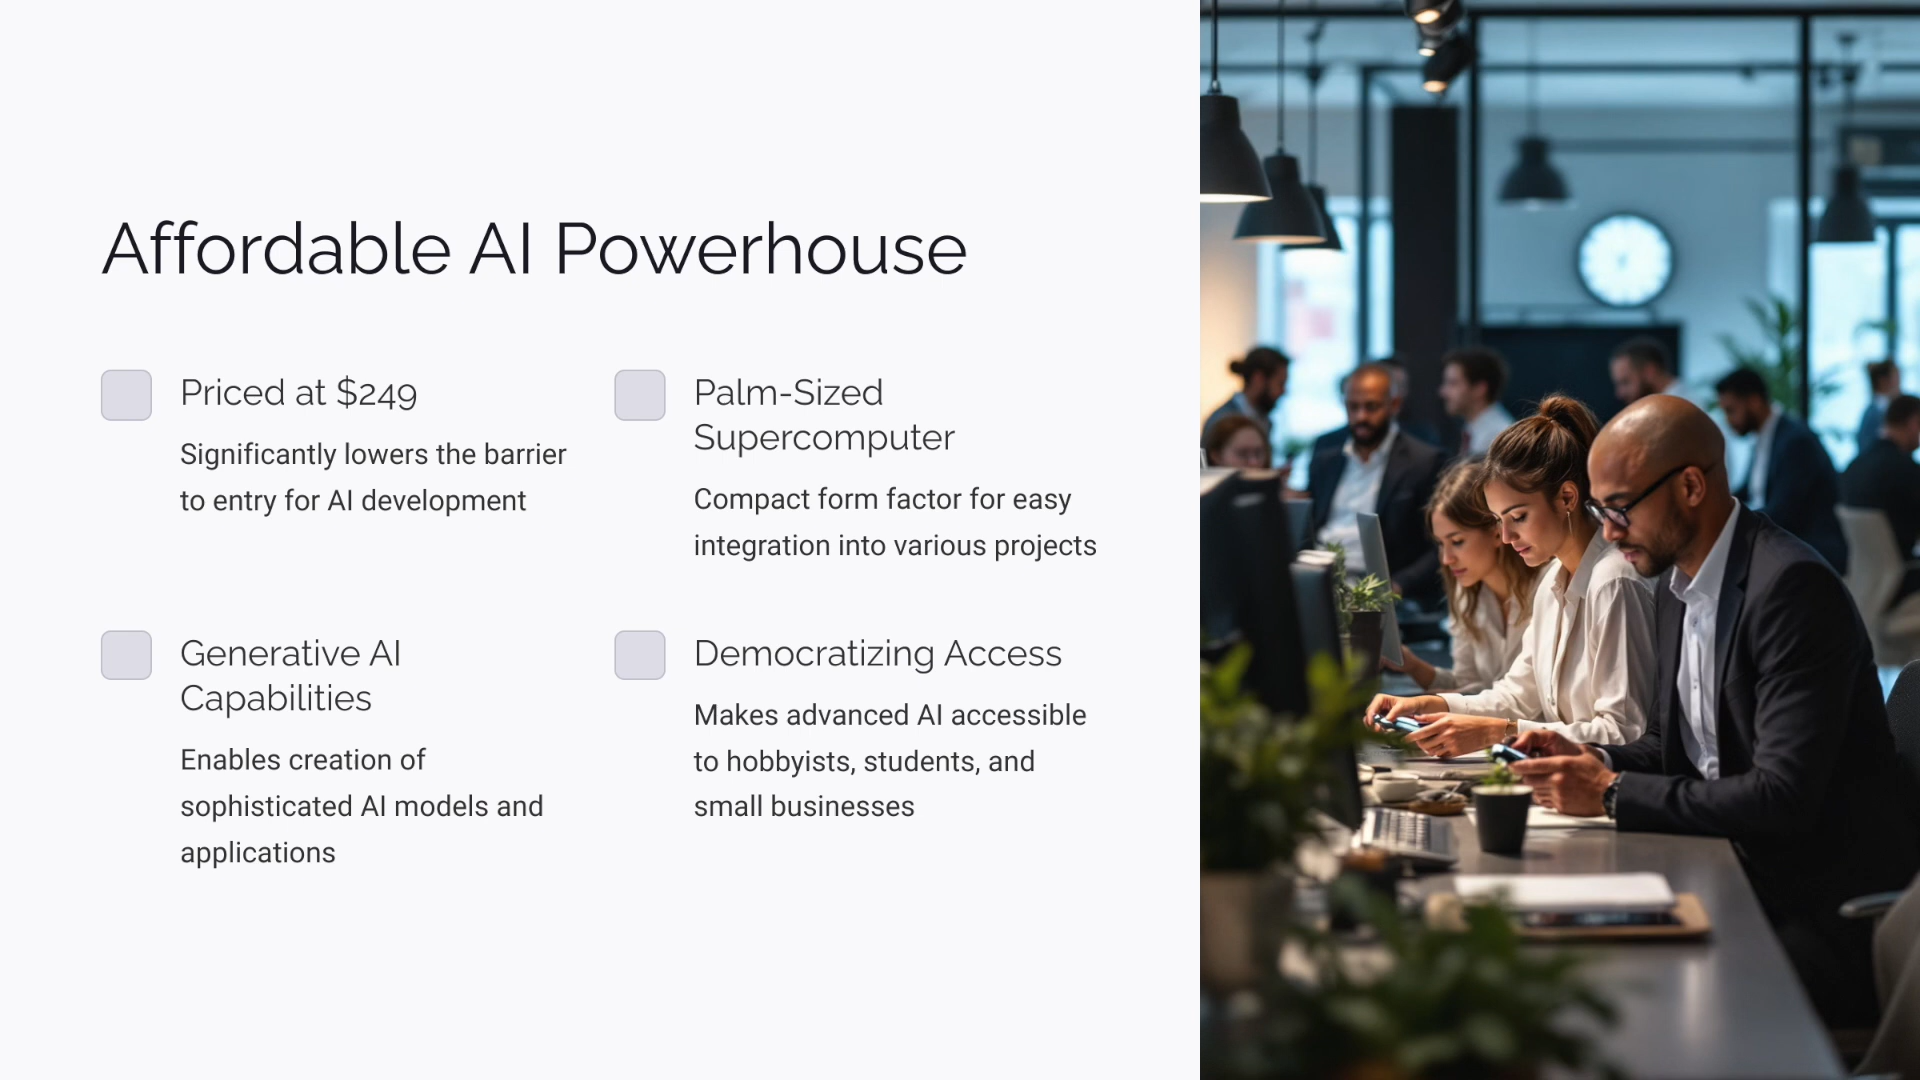 Affordable AI Powerhouse
Priced at $249
Significantly lowers the barrier
to entry for AI development
Palm-Sized
Supercomputer
Compact form factor for easy
integration into various projects
Generative AI
Capabilities
Enables creation of
sophisticated AI models and
applications
Democratizing Access
Makes advanced AI accessible
to hobbyists, students, and
small businesses